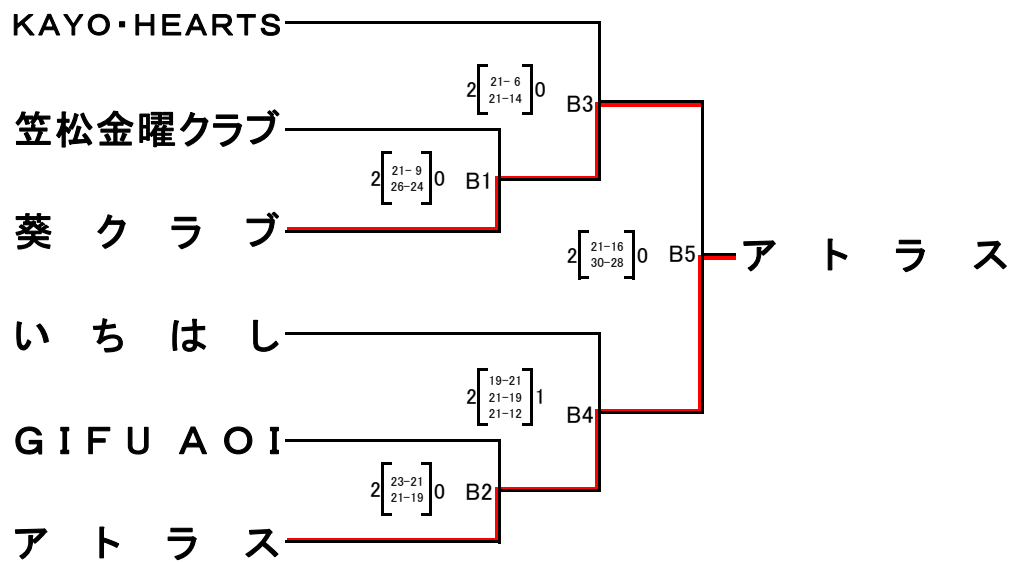 KAYO・HEARTS
2 21- 6 0
21-14
B3
笠松金曜クラブ
2 21- 9 0
26-24
B1
葵クラブ
2 21-16 0
30-28
B5
アトラス
いちはし
2 19-21 1
21-19
21-12
B4
GIFU AOI
2 23-21 0
21-19
B2
アトラス